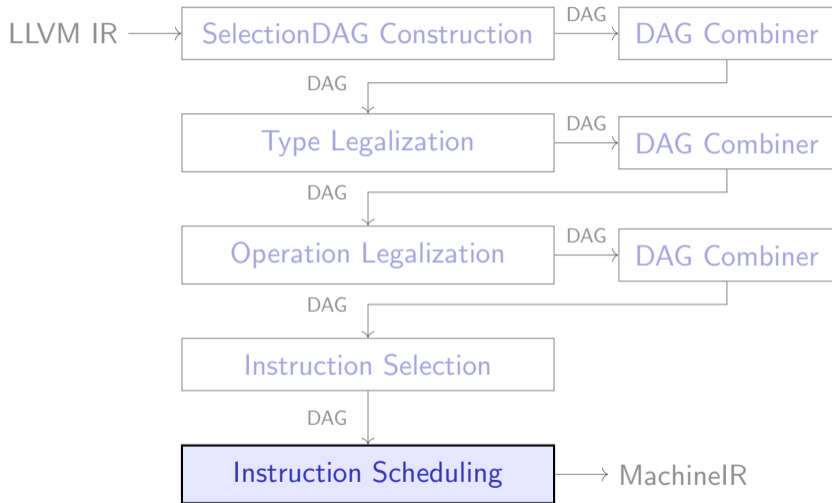 LLVM IR
SelectionDAG Construction
DAG
DAG Combiner
DAG
Type Legalization
DAG
DAG Combiner
DAG
Operation Legalization
DAG
DAG Combiner
DAG
Instruction Selection
DAG
Instruction Scheduling
MachineIR